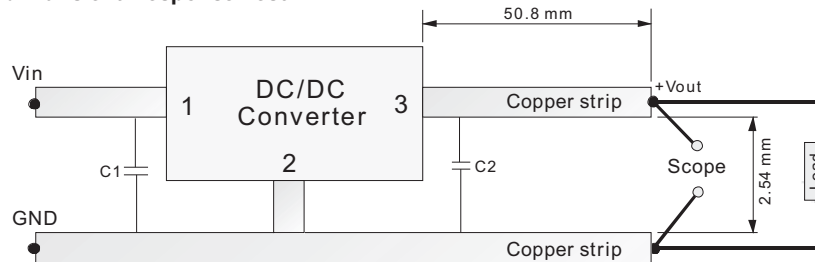 50.8 mm
Vin
DC/DC
Converter
1
3
2
Copper strip
+Vout
C1
C2
Scope
2.54 mm
GND
Copper strip